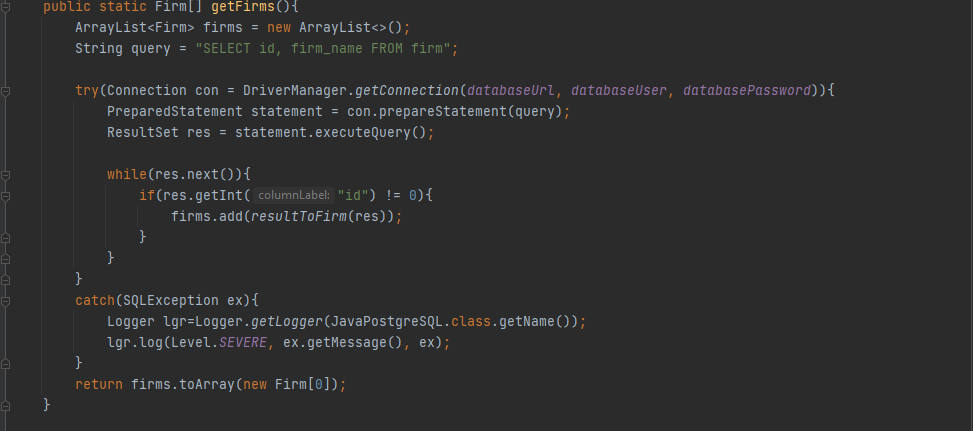 public static Firm[] getFirms(){
ArrayList<Firm> firms = new ArrayList<>();
String query = "SELECT id, firm_name FROM firm";
try(Connection con = DriverManager.getConnection(databaseUrl, databaseUser, databasePassword)){
PreparedStatement statement = con.prepareStatement(query);
ResultSet res = statement.executeQuery();
while(res.next()){
if(res.getInt( columnLabel: "id") != 0){
firms.add(resultToFirm(res));
}
}
}
catch(SQLException ex){
Logger lgr=Logger.getLogger(JavaPostgreSQL.class.getName());
lgr.log(Level.SEVERE, ex.getMessage(), ex);
}
return firms.toArray(new Firm[0]);
}